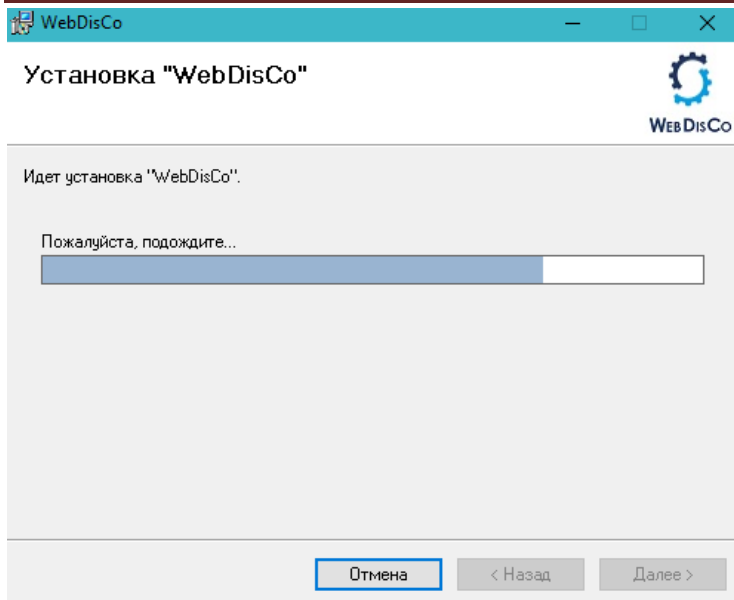 WebDisCo
Установка "WebDisCo"
WEBDISCO
Идет установка "WebDisCo".
Пожалуйста, подождите...
Отмена
< Назад
Далее >